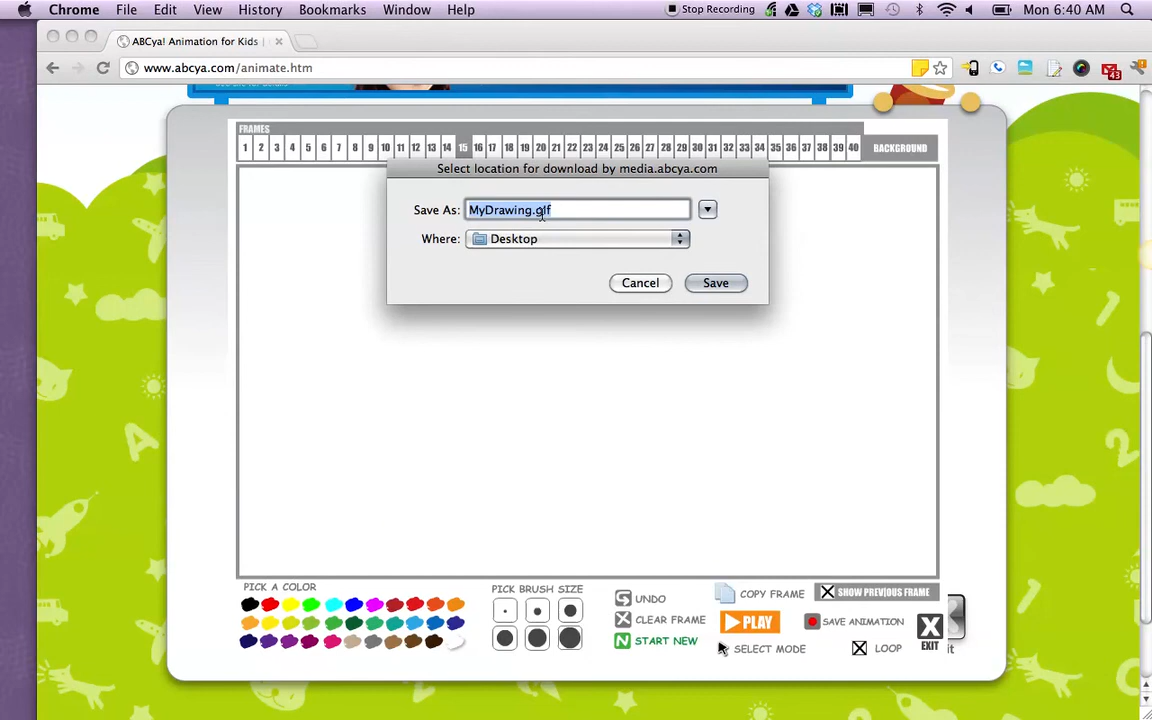 Chrome File Edit View History Bookmarks Window Help Stop Recording Mon 6:40 AM
ABCya! Animation for Kids |
www.abcya.com/animate.htm
43
FRAMES
1 2 3 4 5 6 7 8 9 10 11 12 13 14 15 16 17 18 19 20 21 22 23 24 25 26 27 28 29 30 31 32 33 34 35 36 37 38 39 40 BACKGROUND
Select location for download by media.abcya.com
Save As: MyDrawing.gif
Where: Desktop
Cancel Save
PICK A COLOR
PICK BRUSH SIZE
COPY FRAME
SHOW PREVIOUS FRAME
UNDO
CLEAR FRAME
N START NEW
PLAY
SAVE ANIMATION
SELECT MODE
LOOP
X
EXIT